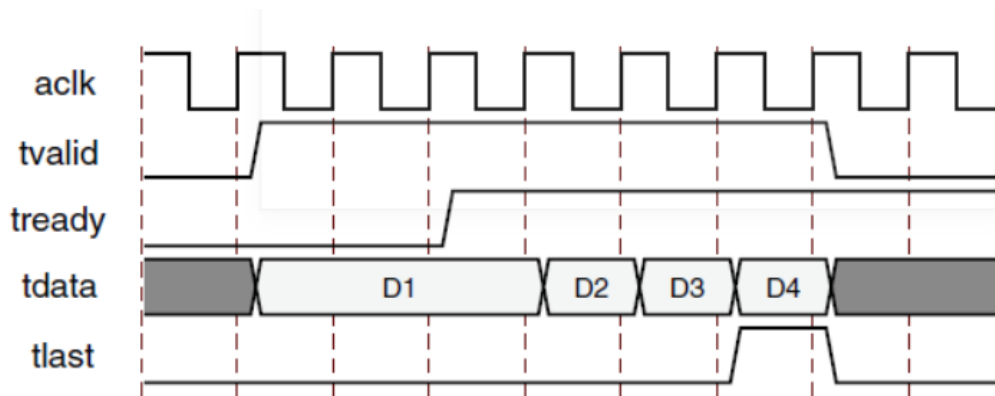 aclk
tvalid
tready
tdata D1 D2 D3 D4
tlast